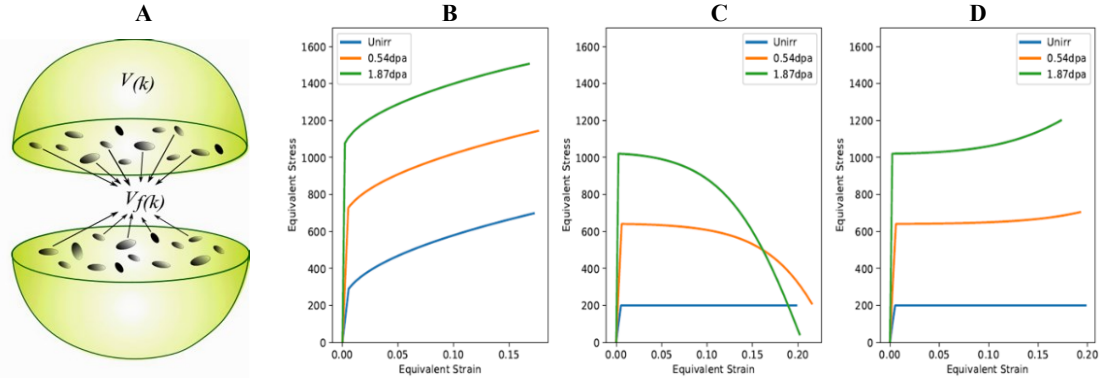 A
B
C
D
V(k)
Vf(k)
Equivalent Stress
1600
1400
1200
1000
800
600
400
200
0
Unirr
0.54dpa
1.87dpa
0.00
0.05
0.10
0.15
Equivalent Strain
Equivalent Stress
1600
1400
1200
1000
800
600
400
200
0
Unirr
0.54dpa
1.87dpa
0.00
0.05
0.10
0.15
0.20
Equivalent Strain
Equivalent Stress
1600
1400
1200
1000
800
600
400
200
0
Unirr
0.54dpa
1.87dpa
0.00
0.05
0.10
0.15
0.20
Equivalent Strain